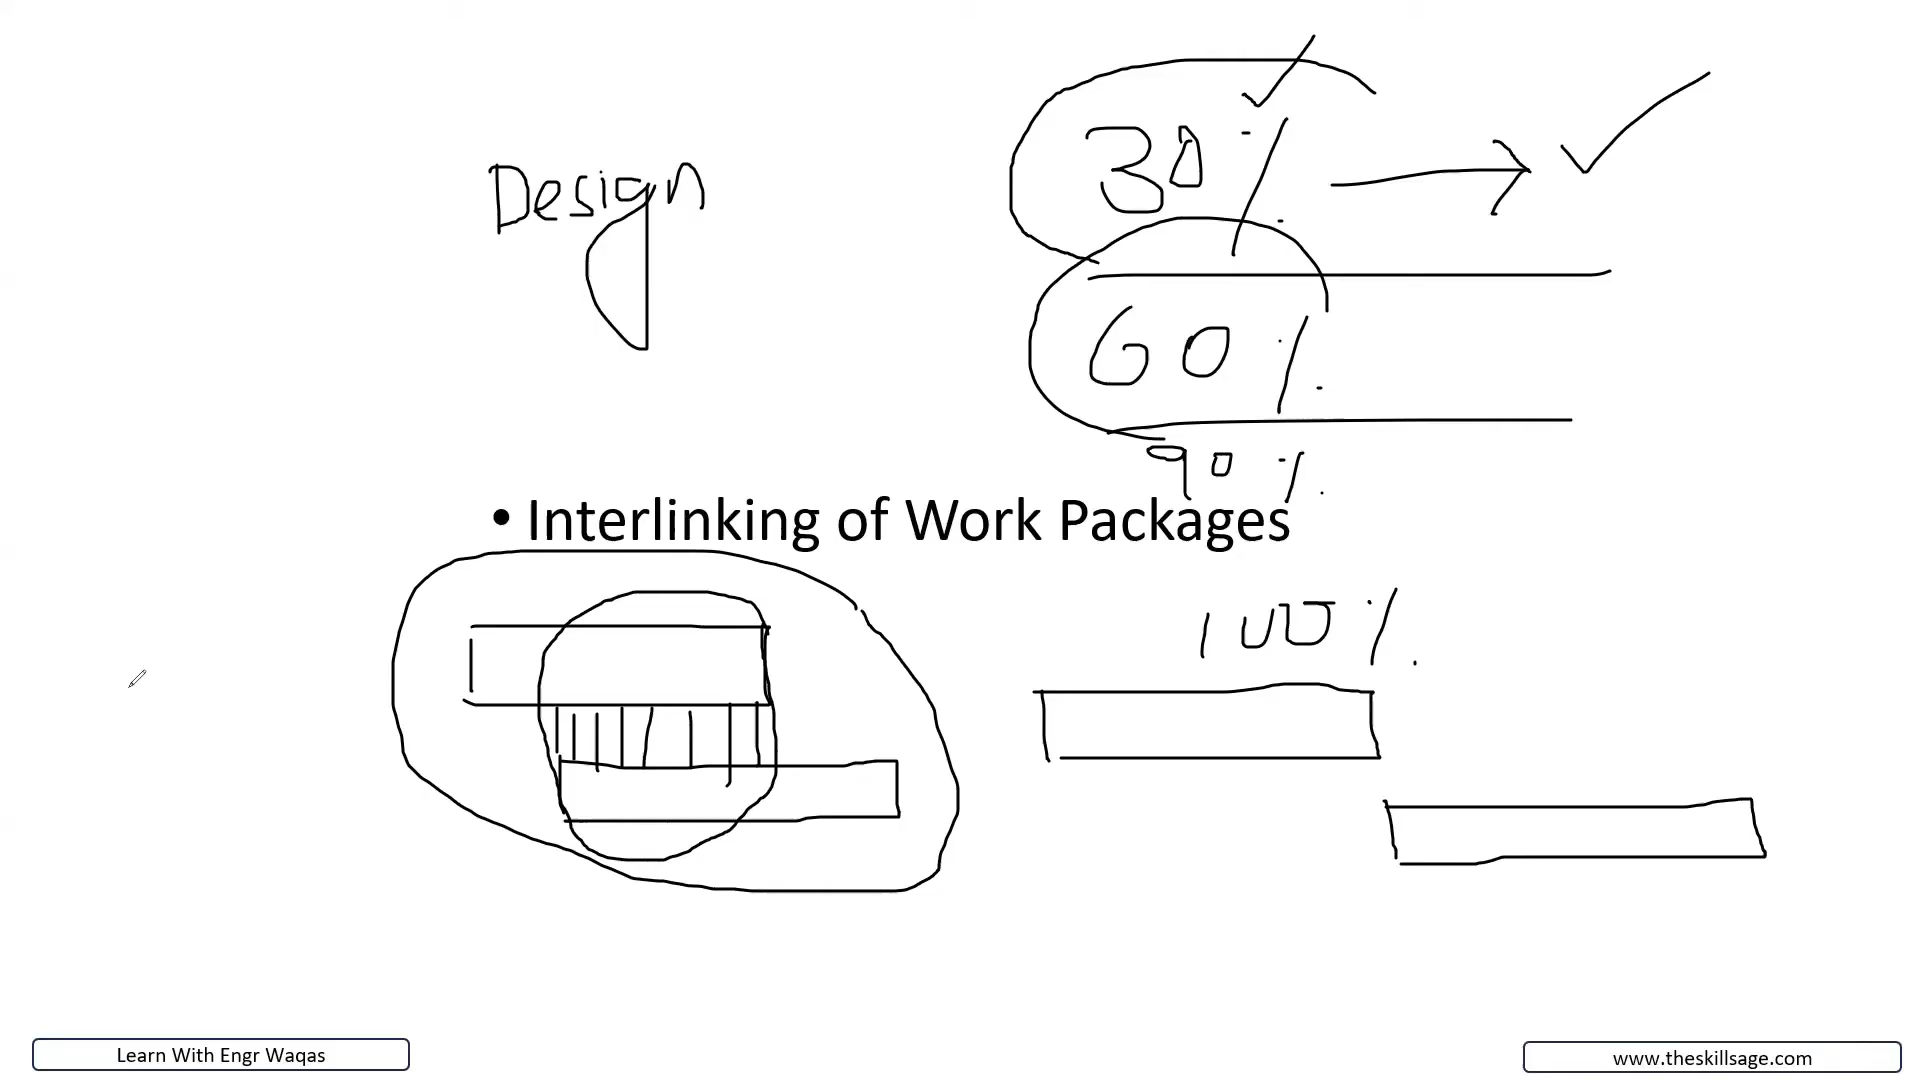 Design
30%
60%
90%
• Interlinking of Work Packages
100%
Learn With Engr Waqas
www.theskillsage.com